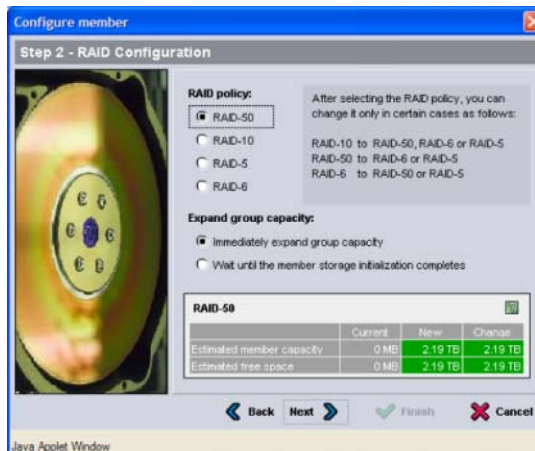 Configure member
Step 2 - RAID Configuration
RAID policy:
RAID-50
RAID-10
RAID-5
RAID-6
After selecting the RAID policy, you can
change it only in certain cases as follows:
RAID-10 to RAID-50, RAID-6 or RAID-5
RAID-50 to RAID-6 or RAID-5
RAID-6 to RAID-50 or RAID-5
Expand group capacity:
Immediately expand group capacity
Wait until the member storage initialization completes
RAID-50
Current New Change
Estimated member capacity 0 MB 2.19 TB 2.19 TB
Estimated free space 0 MB 2.19 TB 2.19 TB
Back Next Finish Cancel
Java Applet Window